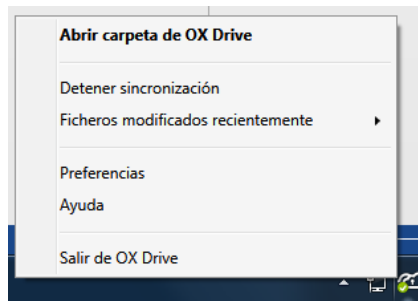 Abrir carpeta de OX Drive
Detener sincronización
Ficheros modificados recientemente
Preferencias
Ayuda
Salir de OX Drive